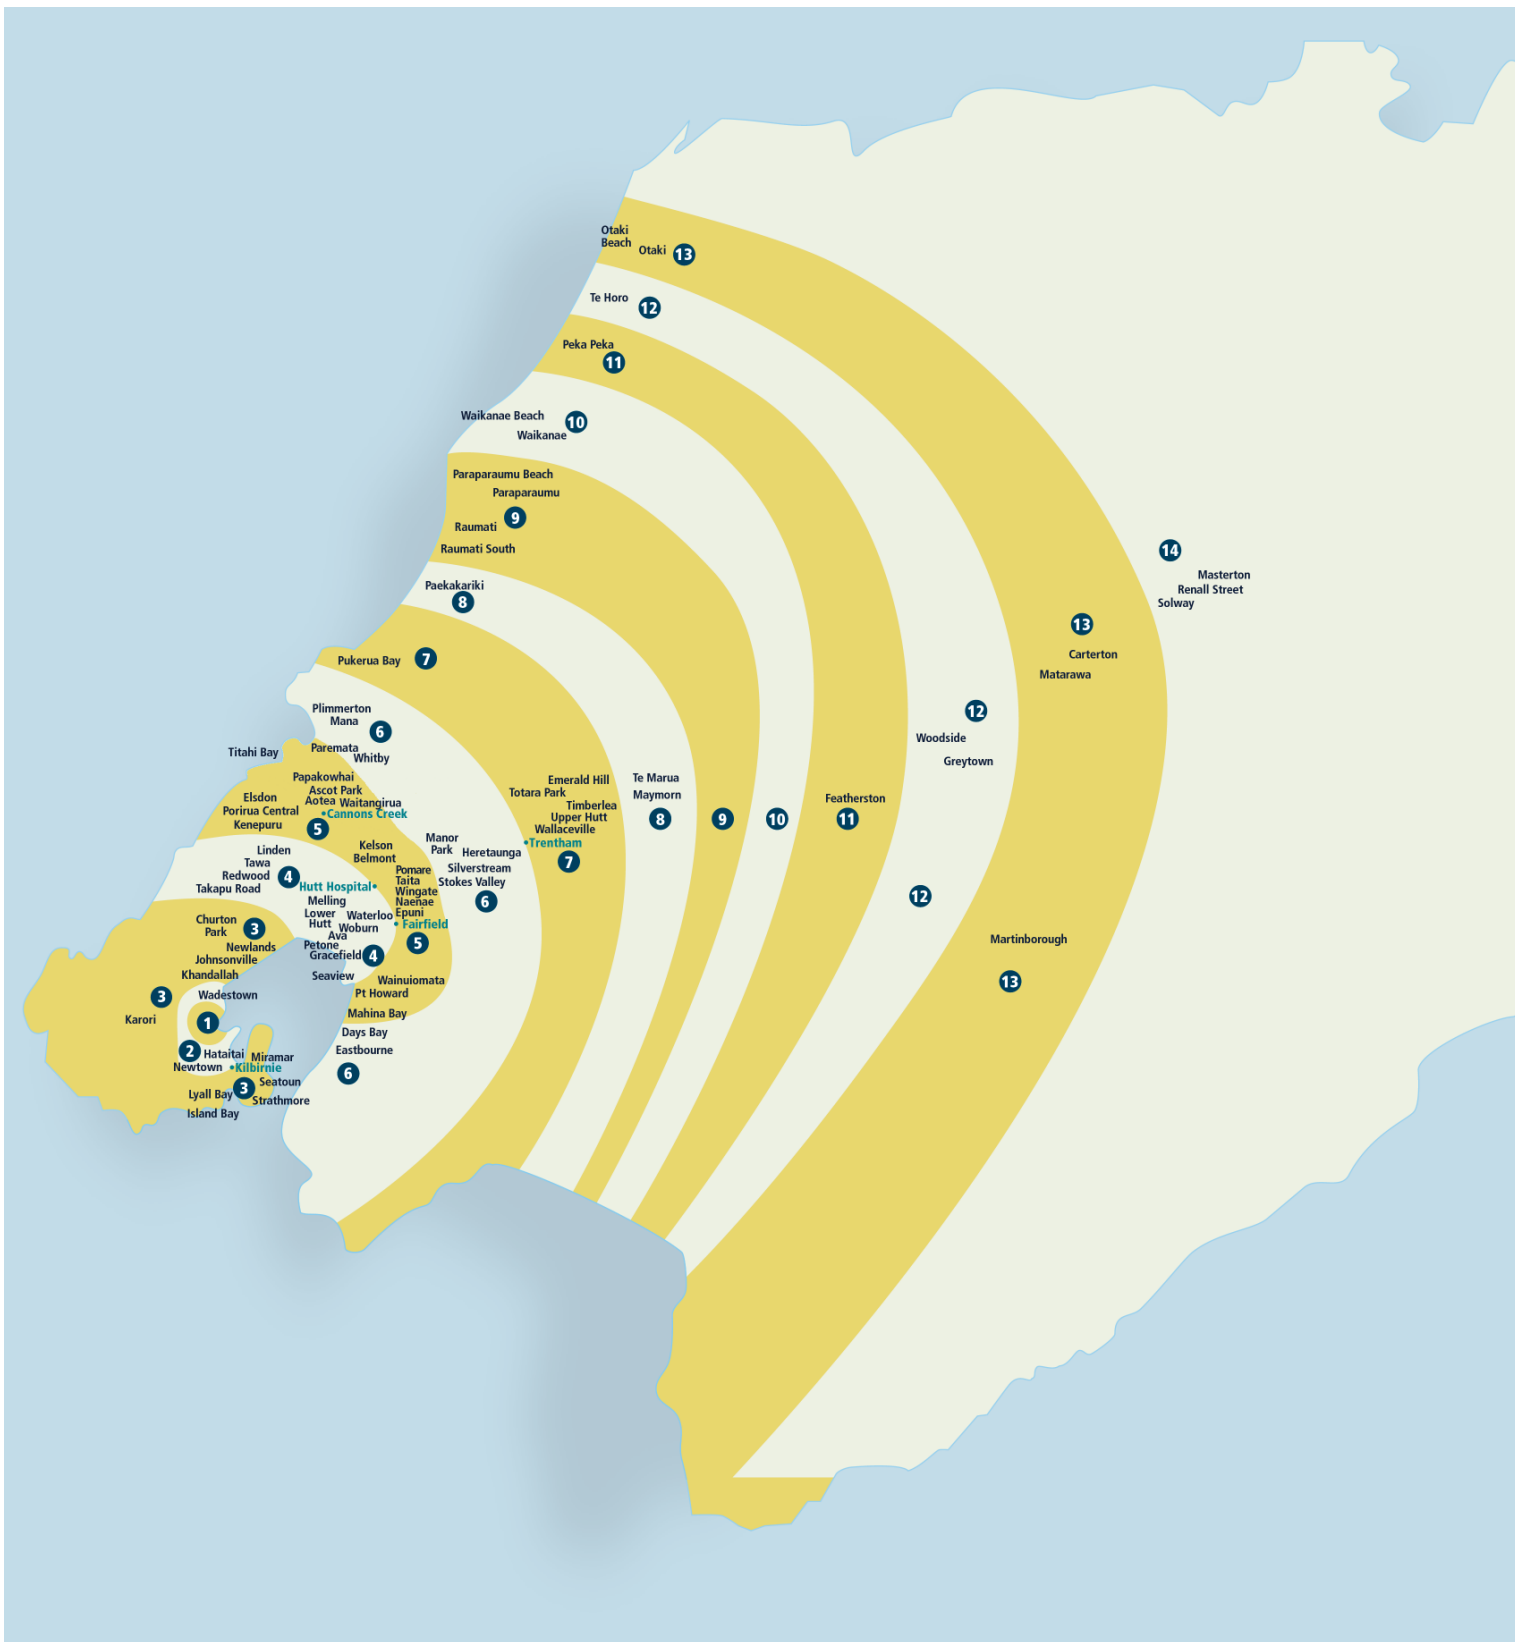 Otaki
Beach
Otaki
13
Te Horo
12
Peka Peka
11
Waikanae Beach
10
Waikanae
Paraparaumu Beach
Paraparaumu
9
Raumati
Raumati South
14
Masterton
Renall Street
Solway
Paekakariki
8
13
Carterton
Matarawa
Pukerua Bay
7
Plimmerton
Mana
6
Paremata
Whitby
Titahi Bay
12
Woodside
Greytown
Papakowhai
Ascot Park
Aotea
Waitangirua
Cannons Creek
Elsdon
Porirua Central
Kenepuru
5
Emerald Hill
Totara Park
Timberlea
Upper Hutt
Wallaceville
Trentham
7
Te Marua
Maymorn
8
9
10
Featherston
11
Manor
Park
Heretaunga
Silverstream
Stokes Valley
6
Kelson
Belmont
Pomare
Taita
Wingate
Naenae
Epuni
Fairfield
5
Linden
Tawa
Redwood
4
Takapu Road
Hutt Hospital
Melling
Lower
Hutt
Waterloo
Woburn
Ava
Petone
Gracefield
4
Seaview
12
Churton
Park
3
Newlands
Johnsonville
Khandallah
Martinborough
13
Wainuiomata
Pt Howard
Mahina Bay
Days Bay
Eastbourne
6
3
Karori
Wadestown
1
2
Hataitai
Newtown
Miramar
Kilbirnie
3
Seatoun
Lyall Bay
Strathmore
Island Bay